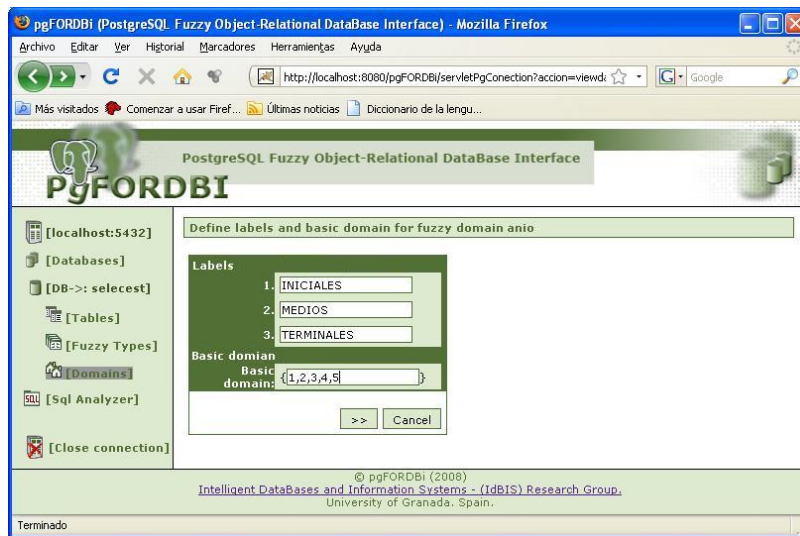 pgFORDBi (PostgreSQL Fuzzy Object-Relational DataBase Interface) - Mozilla Firefox
Archivo Editar Ver Historial Marcadores Herramientas Ayuda
http://localhost:8080/pgFORDBi/servletPgConection?accion=viewda
Google
Más visitados Comenzar a usar Firef... Últimas noticias Diccionario de la lengu...
PostgreSQL Fuzzy Object-Relational DataBase Interface
PgFORDBI
[localhost:5432]
[Databases]
[DB->: selecest]
[Tables]
[Fuzzy Types]
[Domains]
SQL [Sql Analyzer]
[Close connection]
Define labels and basic domain for fuzzy domain anio
Labels
1. INICIALES
2. MEDIOS
3. TERMINALES
Basic domian
Basic
domain: {1,2,3,4,5}
>> Cancel
© pgFORDBi (2008)
Intelligent DataBases and Information Systems - (IdBIS) Research Group.
University of Granada. Spain.
Terminado